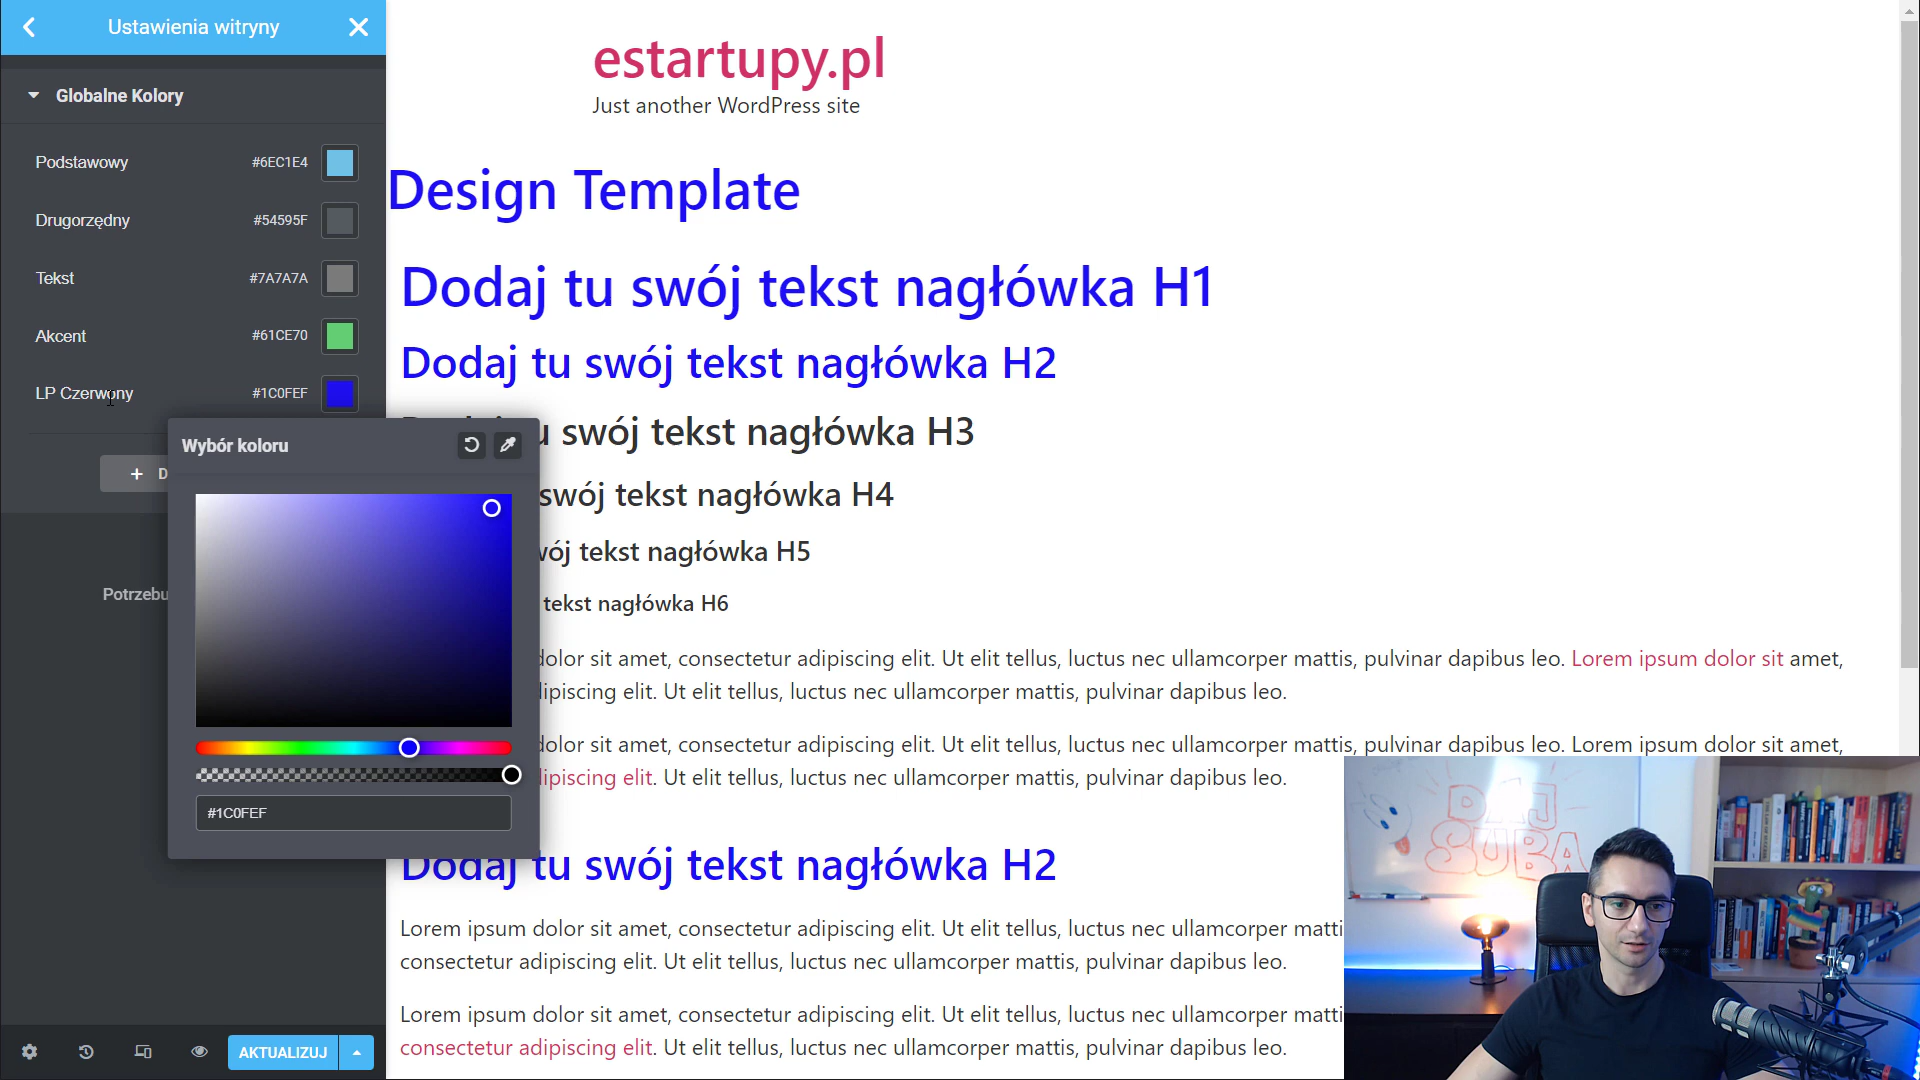 Ustawienia witryny
Globalne Kolory
Podstawowy #6EC1E4
Drugorzędny #54595F
Tekst #7A7A7A
Akcent #61CE70
LP Czerwony #1C0FEF
+ D
Potrzebu
Wybór koloru
#1C0FEF
AKTUALIZUJ
estartupy.pl
Just another WordPress site
Design Template
Dodaj tu swój tekst nagłówka H1
Dodaj tu swój tekst nagłówka H2
swój tekst nagłówka H3
swój tekst nagłówka H4
wój tekst nagłówka H5
tekst nagłówka H6
dolor sit amet, consectetur adipiscing elit. Ut elit tellus, luctus nec ullamcorper mattis, pulvinar dapibus leo. Lorem ipsum dolor sit amet,
dipiscing elit. Ut elit tellus, luctus nec ullamcorper mattis, pulvinar dapibus leo.
dolor sit amet, consectetur adipiscing elit. Ut elit tellus, luctus nec ullamcorper mattis, pulvinar dapibus leo. Lorem ipsum dolor sit amet,
dipiscing elit. Ut elit tellus, luctus nec ullamcorper mattis, pulvinar dapibus leo.
Dodaj tu swój tekst nagłówka H2
Lorem ipsum dolor sit amet, consectetur adipiscing elit. Ut elit tellus, luctus nec ullamcorper matti
consectetur adipiscing elit. Ut elit tellus, luctus nec ullamcorper mattis, pulvinar dapibus leo.
Lorem ipsum dolor sit amet, consectetur adipiscing elit. Ut elit tellus, luctus nec ullamcorper matti
consectetur adipiscing elit. Ut elit tellus, luctus nec ullamcorper mattis, pulvinar dapibus leo.
DAJ
SUBA